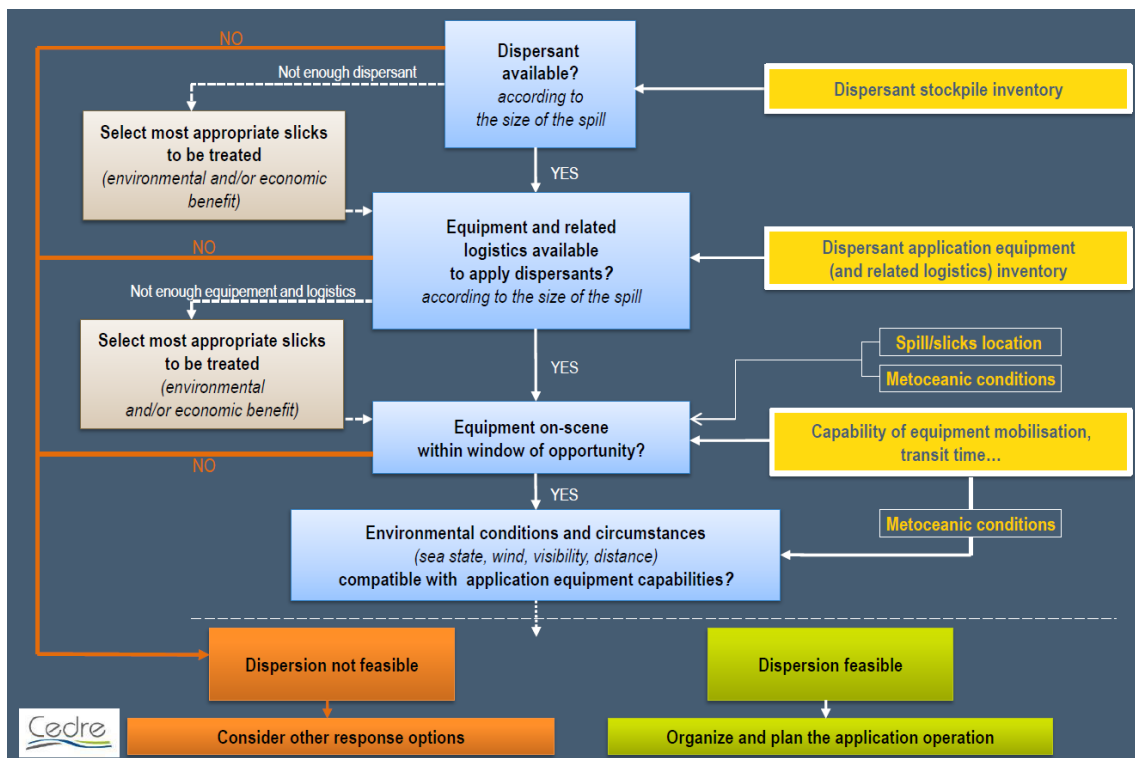 NO
Dispersant
available?
according to
the size of the spill
Not enough dispersant
Dispersant stockpile inventory
Select most appropriate slicks
to be treated
(environmental and/or economic
benefit)
YES
Equipment and related
logistics available
to apply dispersants?
according to the size of the spill
NO
Dispersant application equipment
(and related logistics) inventory
Not enough equipement and logistics
Select most appropriate slicks
to be treated
(environmental
and/or economic benefit)
YES
Spill/slicks location
Metoceanic conditions
Equipment on-scene
within window of opportunity?
Capability of equipment mobilisation,
transit time…
NO
YES
Environmental conditions and circumstances
(sea state, wind, visibility, distance)
compatible with application equipment capabilities?
Metoceanic conditions
Dispersion not feasible
Dispersion feasible
Cedre
Consider other response options
Organize and plan the application operation